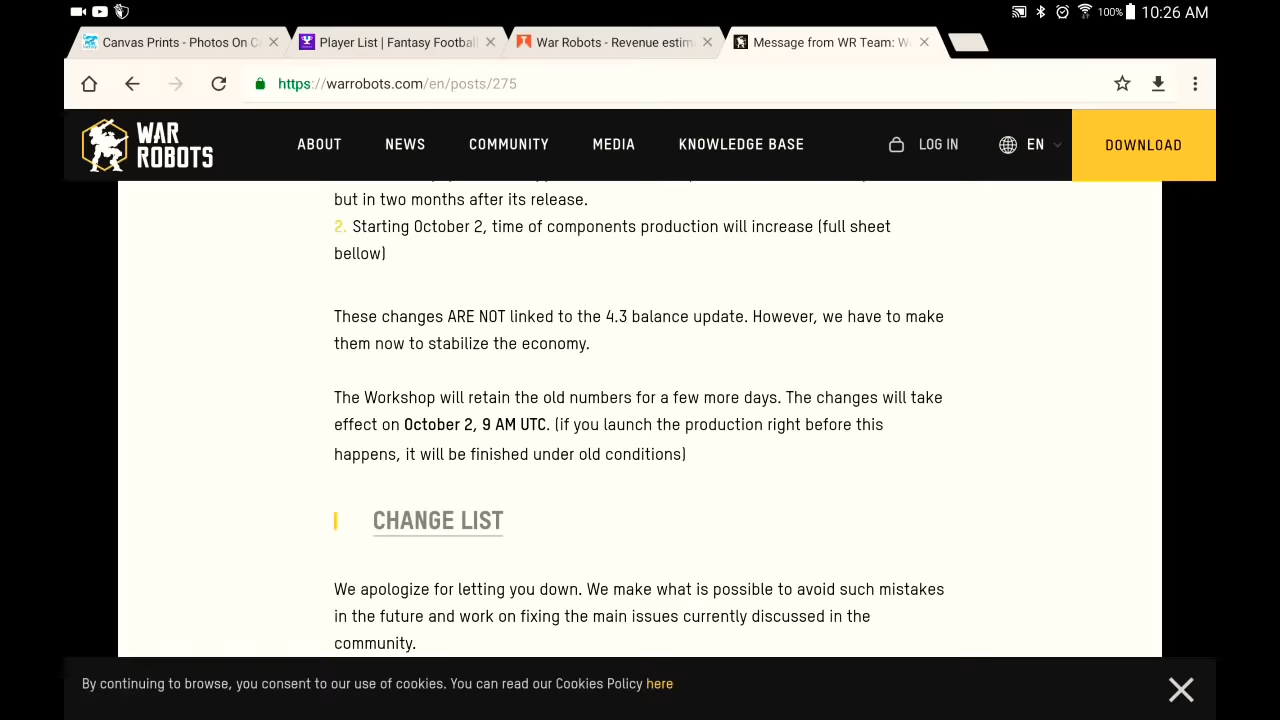 100% 10:26 AM
Canvas Prints - Photos On C
Player List | Fantasy Football
War Robots - Revenue estim
Message from WR Team: W
https://warrobots.com/en/posts/275
WAR
ROBOTS
ABOUT
NEWS
COMMUNITY
MEDIA
KNOWLEDGE BASE
LOG IN
EN
DOWNLOAD
but in two months after its release.
2. Starting October 2, time of components production will increase (full sheet
bellow)
These changes ARE NOT linked to the 4.3 balance update. However, we have to make
them now to stabilize the economy.
The Workshop will retain the old numbers for a few more days. The changes will take
effect on October 2, 9 AM UTC. (if you launch the production right before this
happens, it will be finished under old conditions)
CHANGE LIST
We apologize for letting you down. We make what is possible to avoid such mistakes
in the future and work on fixing the main issues currently discussed in the
community.
By continuing to browse, you consent to our use of cookies. You can read our Cookies Policy here